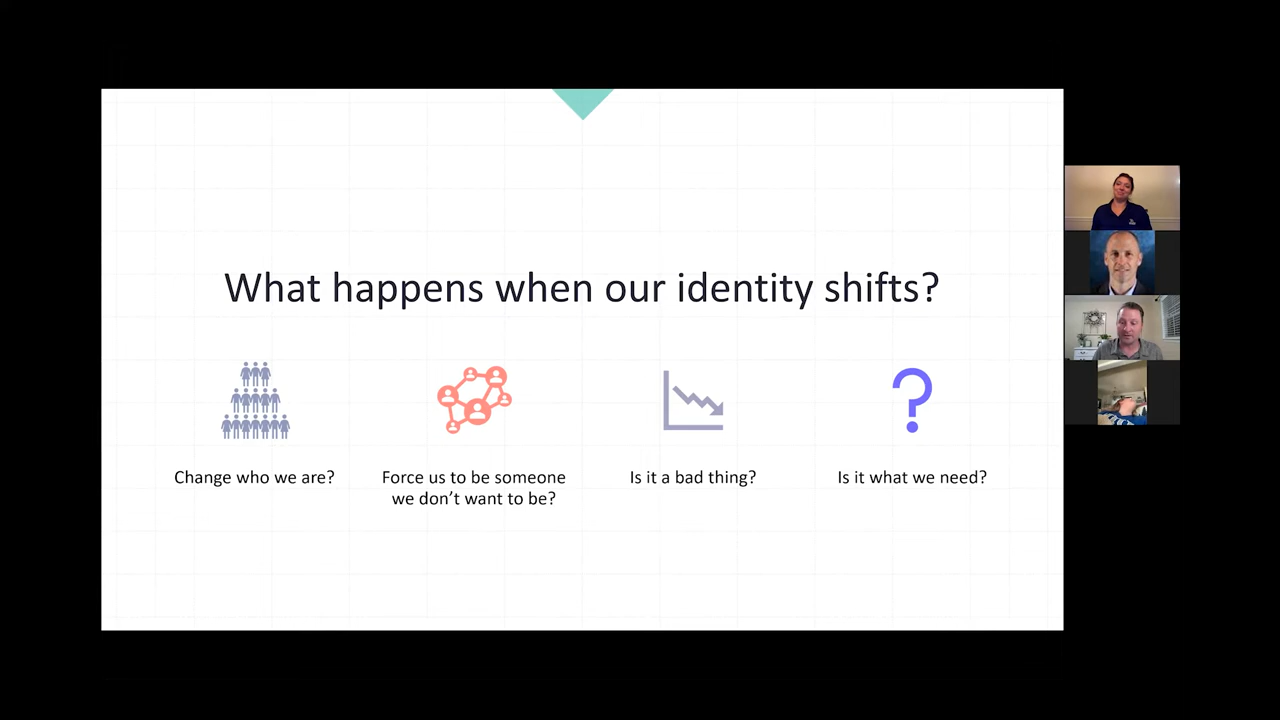 What happens when our identity shifts?
Change who we are?
Force us to be someone
we don't want to be?
Is it a bad thing?
Is it what we need?